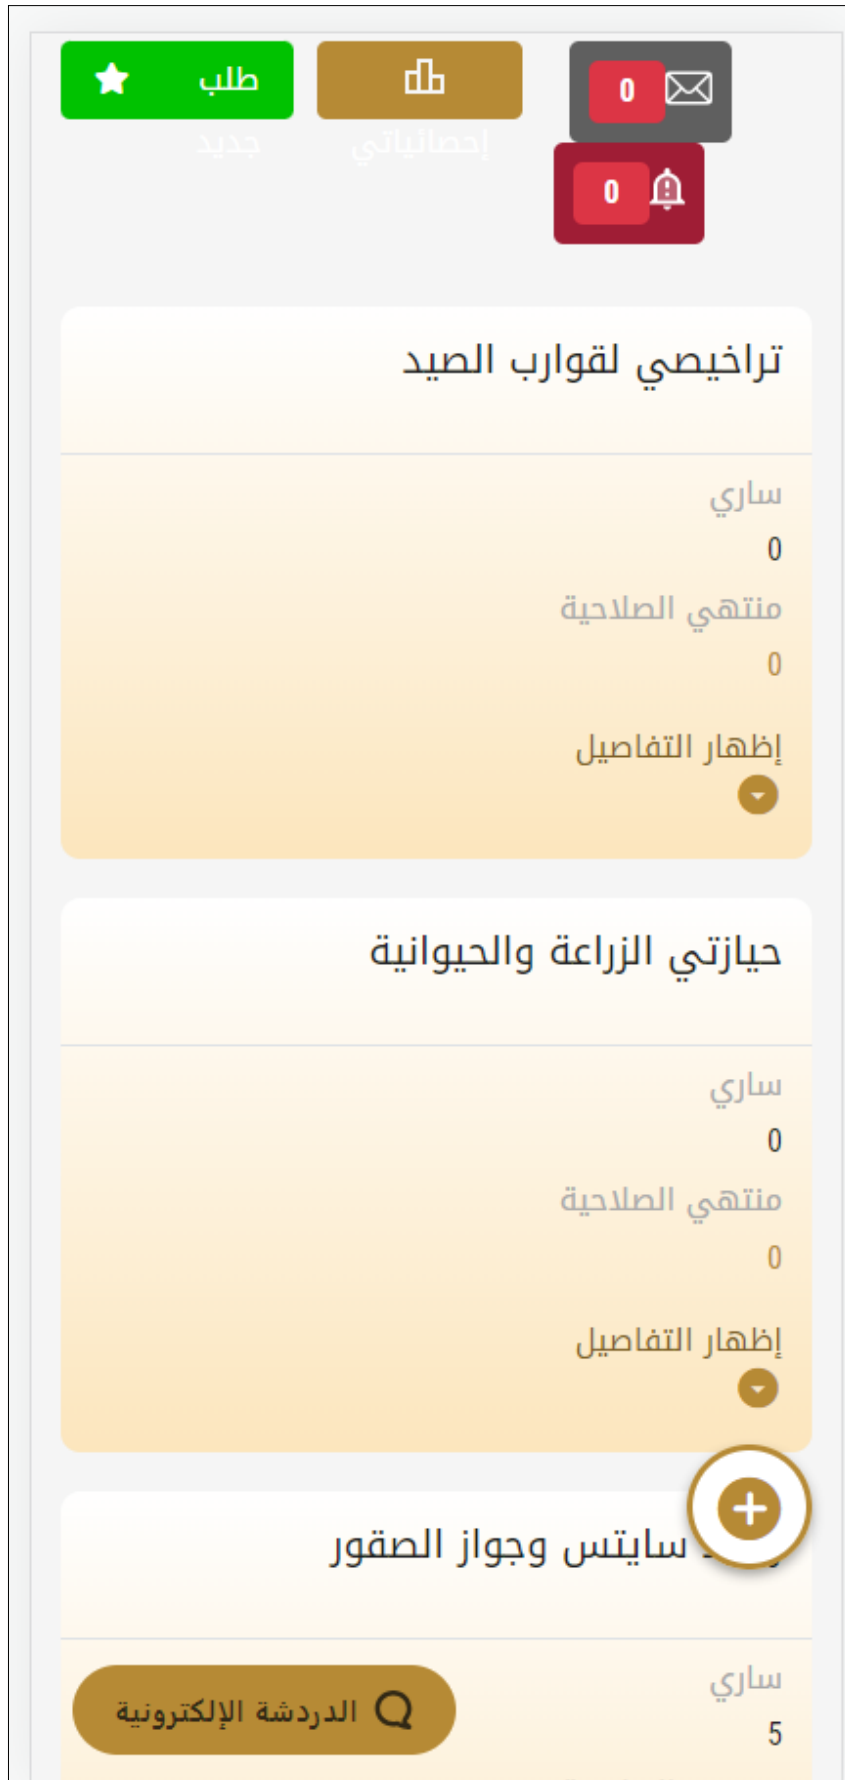 0
إحصائياتي
طلب
جديد
0
تراخيصي لقوارب الصيد
ساري
0
منتهي الصلاحية
0
إظهار التفاصيل
حيازتي الزراعة والحيوانية
ساري
0
منتهي الصلاحية
0
إظهار التفاصيل
سايتس وجواز الصقور
ساري
5
الدردشة الإلكترونية